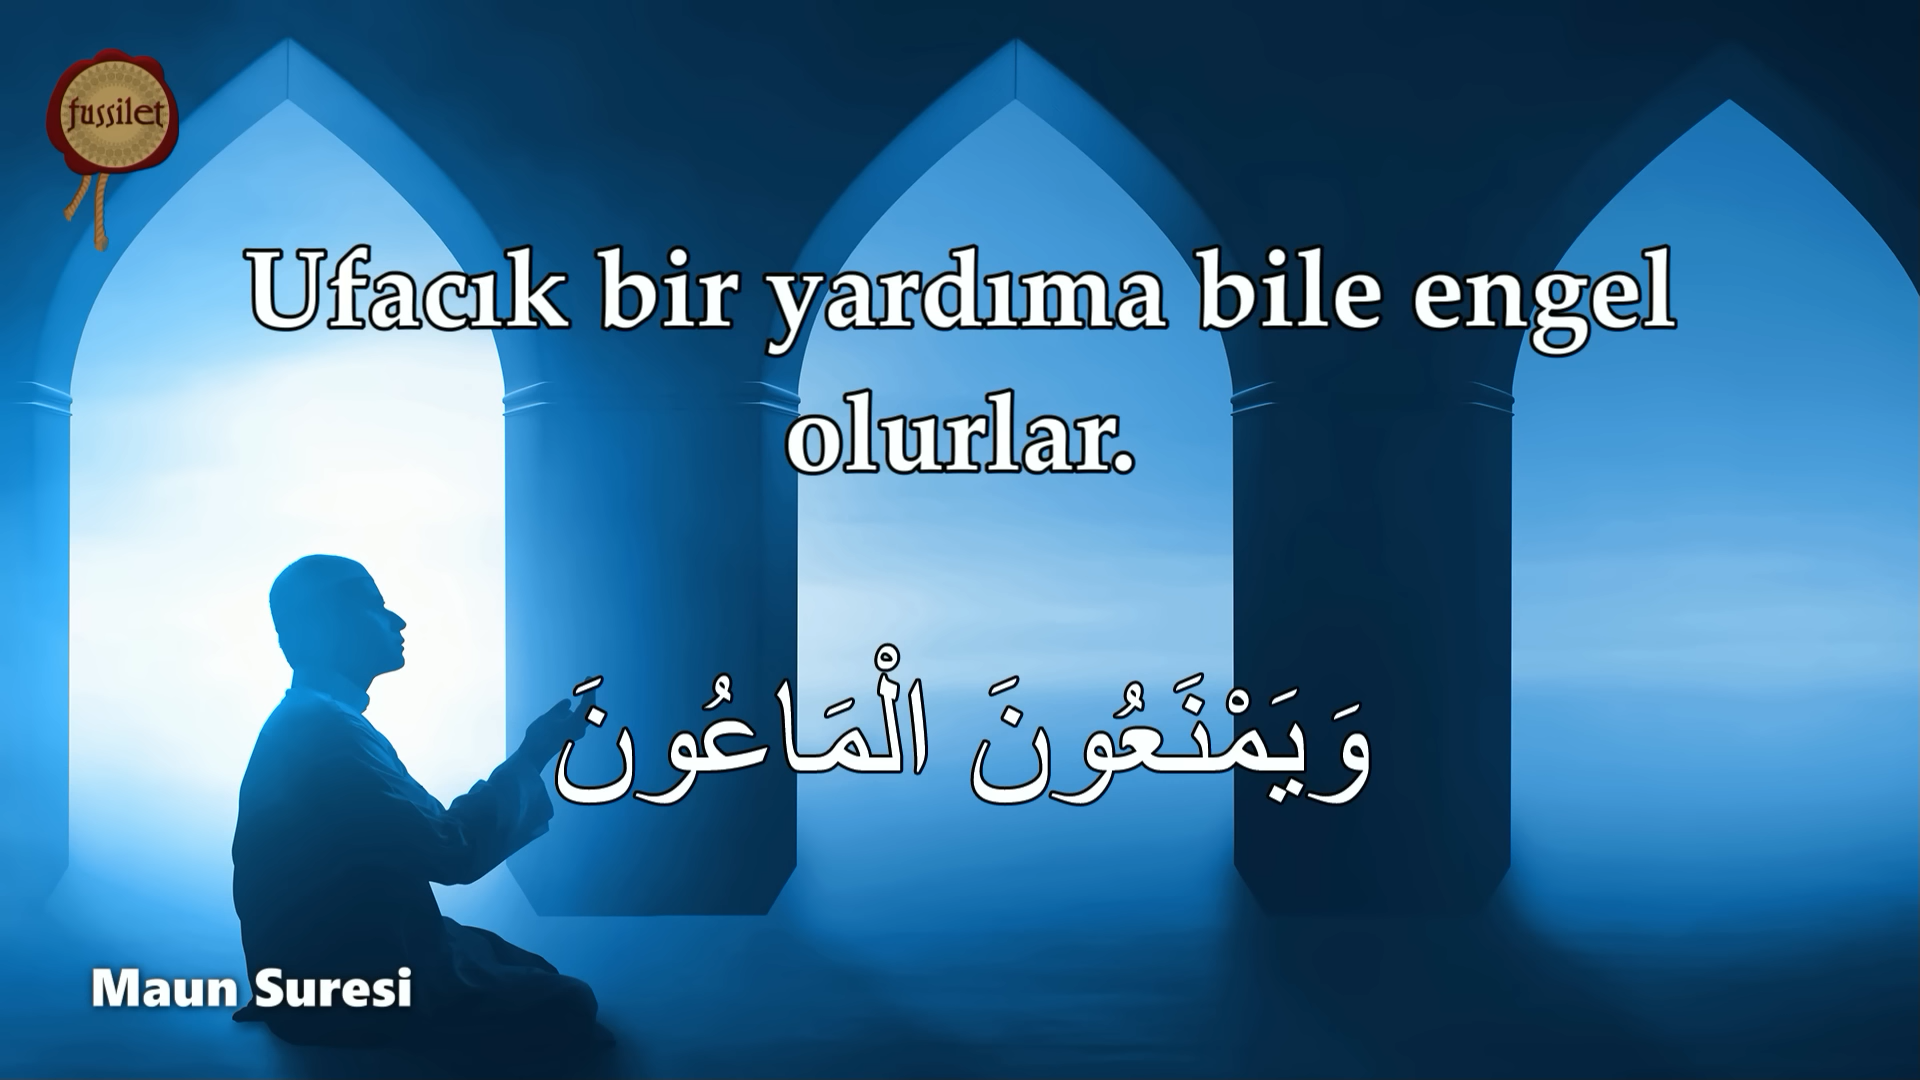 fussilet
Ufacık bir yardıma bile engel
olurlar.
وَيَمْنَعُونَ الْمَاعُونَ
Maun Suresi